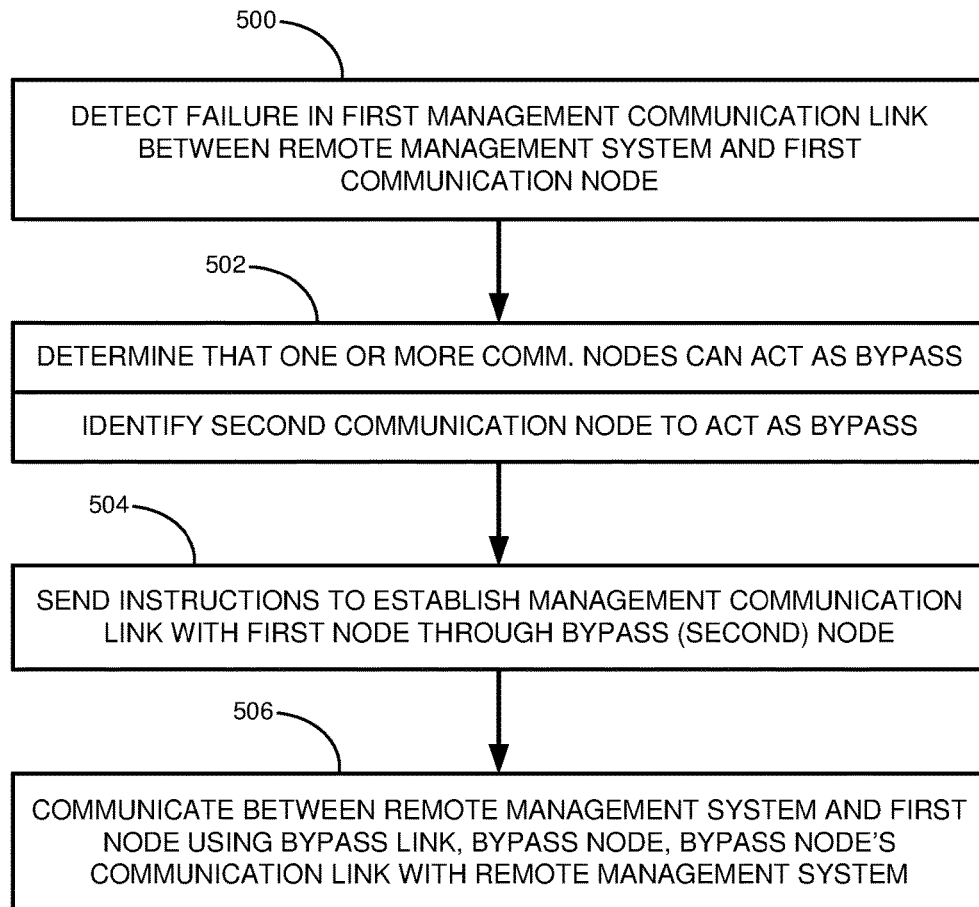 500
DETECT FAILURE IN FIRST MANAGEMENT COMMUNICATION LINK
BETWEEN REMOTE MANAGEMENT SYSTEM AND FIRST
COMMUNICATION NODE
502
DETERMINE THAT ONE OR MORE COMM. NODES CAN ACT AS BYPASS
IDENTIFY SECOND COMMUNICATION NODE TO ACT AS BYPASS
504
SEND INSTRUCTIONS TO ESTABLISH MANAGEMENT COMMUNICATION
LINK WITH FIRST NODE THROUGH BYPASS (SECOND) NODE
506
COMMUNICATE BETWEEN REMOTE MANAGEMENT SYSTEM AND FIRST
NODE USING BYPASS LINK, BYPASS NODE, BYPASS NODE'S
COMMUNICATION LINK WITH REMOTE MANAGEMENT SYSTEM